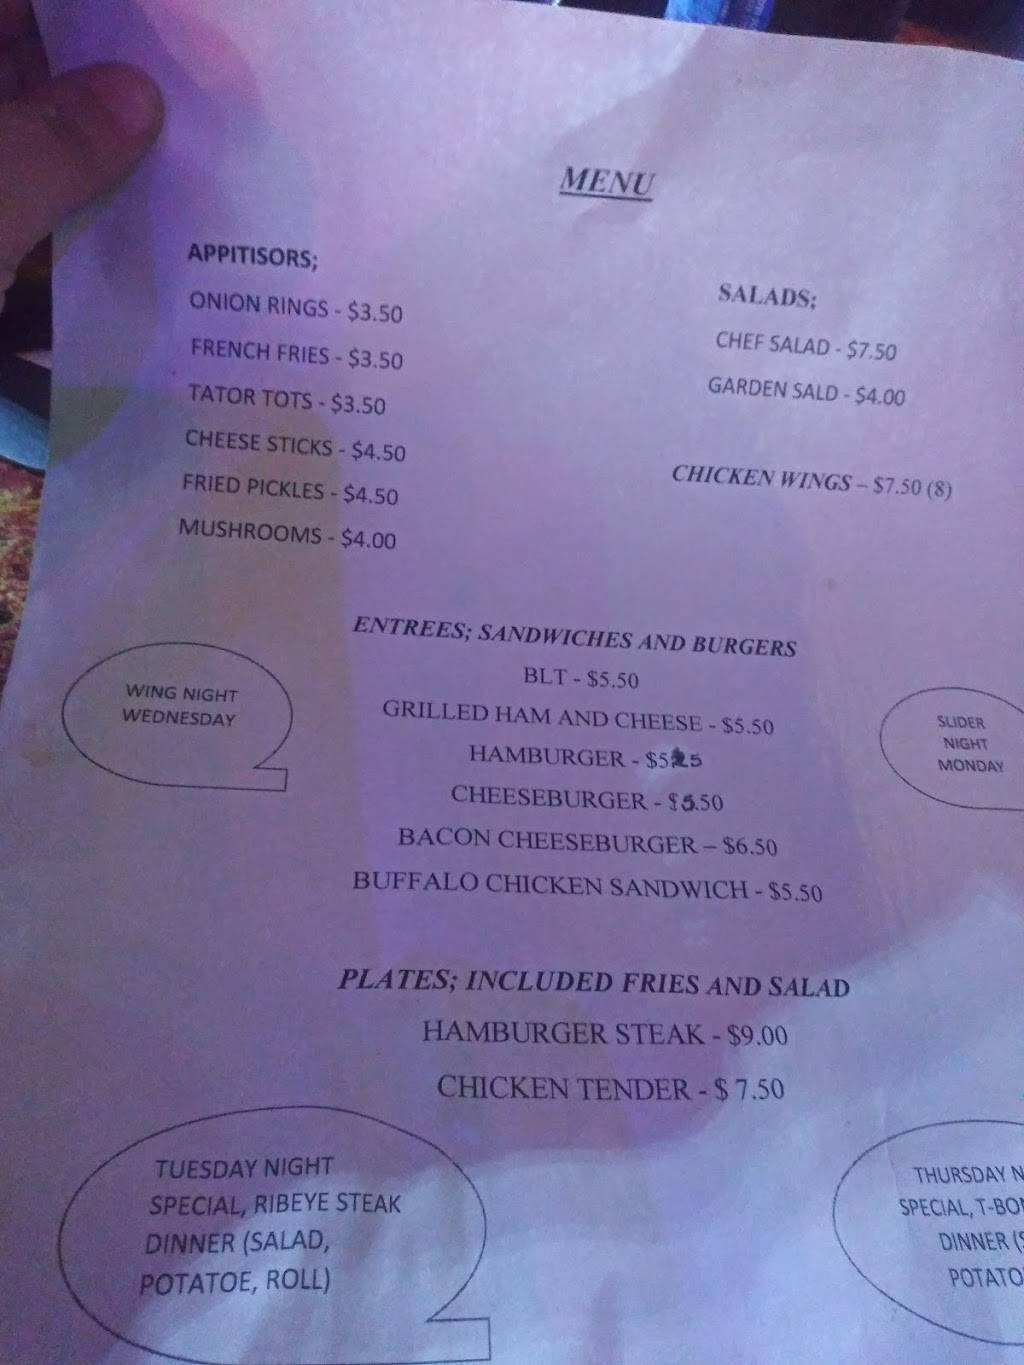 MENU
APPITISORS;
ONION RINGS - $3.50
FRENCH FRIES - $3.50
TATOR TOTS - $3.50
CHEESE STICKS - $4.50
FRIED PICKLES - $4.50
MUSHROOMS - $4.00
SALADS;
CHEF SALAD - $7.50
GARDEN SALD - $4.00
CHICKEN WINGS – $7.50 (8)
ENTREES; SANDWICHES AND BURGERS
BLT - $5.50
GRILLED HAM AND CHEESE - $5.50
HAMBURGER - $5.25
CHEESEBURGER - $5.50
BACON CHEESEBURGER – $6.50
BUFFALO CHICKEN SANDWICH - $5.50
WING NIGHT
WEDNESDAY
SLIDER
NIGHT
MONDAY
PLATES; INCLUDED FRIES AND SALAD
HAMBURGER STEAK - $9.00
CHICKEN TENDER - $ 7.50
TUESDAY NIGHT
SPECIAL, RIBEYE STEAK
DINNER (SALAD,
POTATOE, ROLL)
THURSDAY N
SPECIAL, T-BO
DINNER (S
POTATO